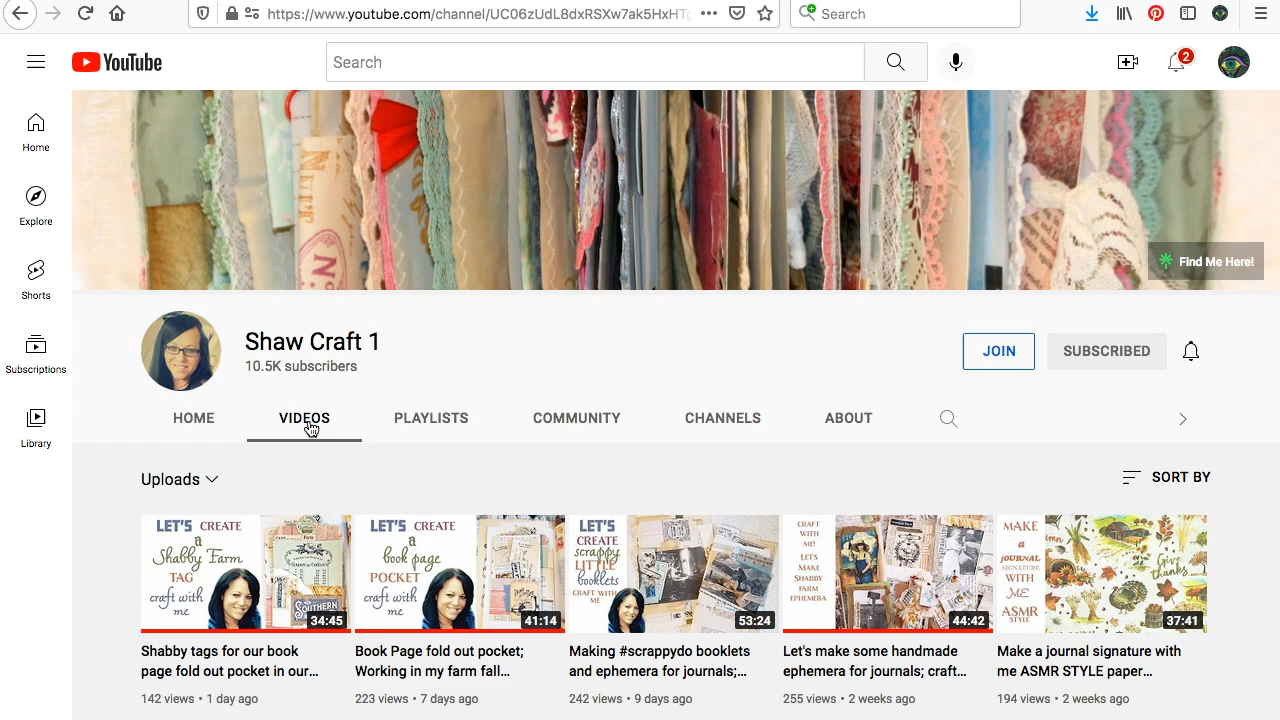 https://www.youtube.com/channel/UC06zUdL8dxRSXw7ak5HxHTg
Search
YouTube
Search
2
Home
Explore
Shorts
Subscriptions
Library
Find Me Here!
Shaw Craft 1
10.5K subscribers
JOIN
SUBSCRIBED
HOME
VIDEOS
PLAYLISTS
COMMUNITY
CHANNELS
ABOUT
Uploads
SORT BY
LET'S CREATE
a
Shabby Farm
TAG
craft with
me
SOUTHERN
34:45
LET'S CREATE
a
book page
POCKET
craft with
me
41:14
LET'S
CREATE
scrappy
LITTLE
booklets
CRAFT WITH
ME
53:24
CRAFT
WITH
ME!
LET'S
MAKE
SHABBY
FARM
EPHEMERA
44:42
MAKE
a
JOURNAL
SIGNATURE
WITH
ME
ASMR
STYLE
Give
thanks
37:41
Shabby tags for our book
page fold out pocket in our...
142 views • 1 day ago
Book Page fold out pocket;
Working in my farm fall...
223 views • 7 days ago
Making #scrappydo booklets
and ephemera for journals;...
242 views • 9 days ago
Let's make some handmade
ephemera for journals; craft...
255 views • 2 weeks ago
Make a journal signature with
me ASMR STYLE paper...
194 views • 2 weeks ago